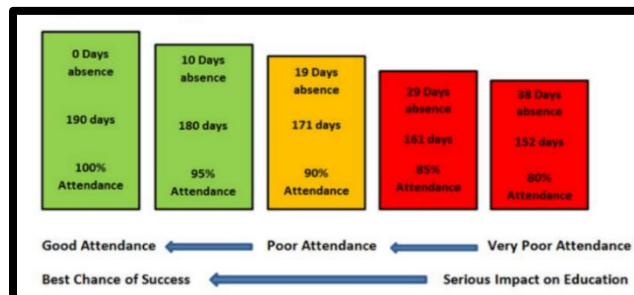 0 Days
absence
190 days
100%
Attendance
10 Days
absence
180 days
95%
Attendance
19 Days
absence
171 days
90%
Attendance
29 Days
absence
161 days
85%
Attendance
38 Days
absence
152 days
80%
Attendance
Good Attendance Poor Attendance Very Poor Attendance
Best Chance of Success Serious Impact on Education